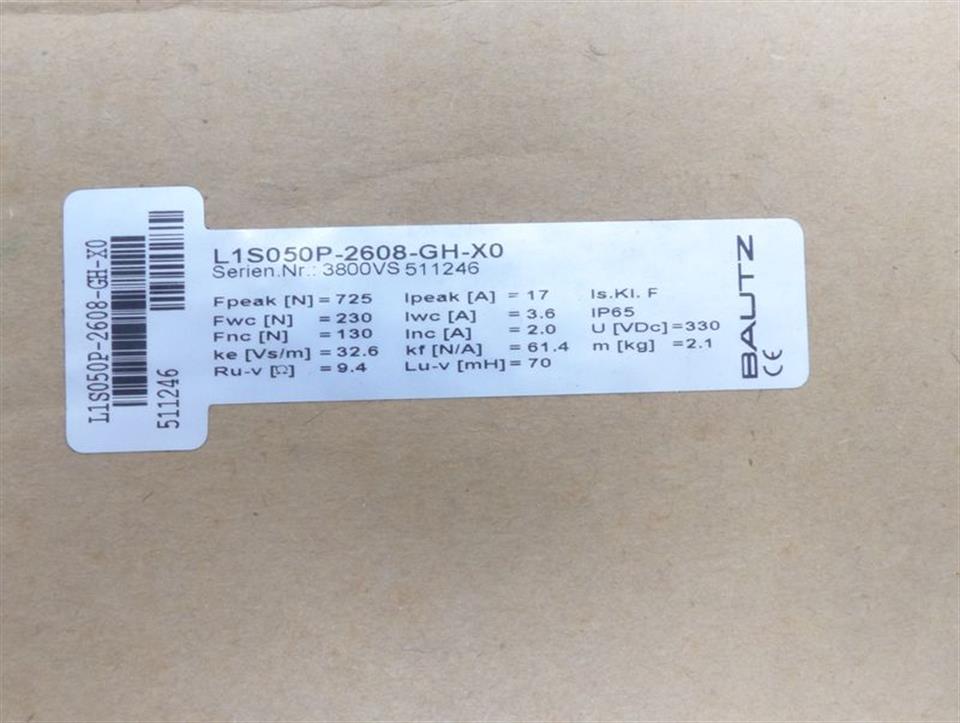 L1S050P-2608-GH-X0
511246
L1S050P-2608-GH-X0
Serien.Nr.: 3800VS 511246
Fpeak [N] = 725 Ipeak [A] = 17 Is.Kl. F
Fwc [N] = 230 Iwc [A] = 3.6 IP65
Fnc [N] = 130 Inc [A] = 2.0 U [VDc] =330
ke [Vs/m] = 32.6 kf [N/A] = 61.4 m [kg] =2.1
Ru-v [Ω] = 9.4 Lu-v [mH] = 70
BAUTZ
CE